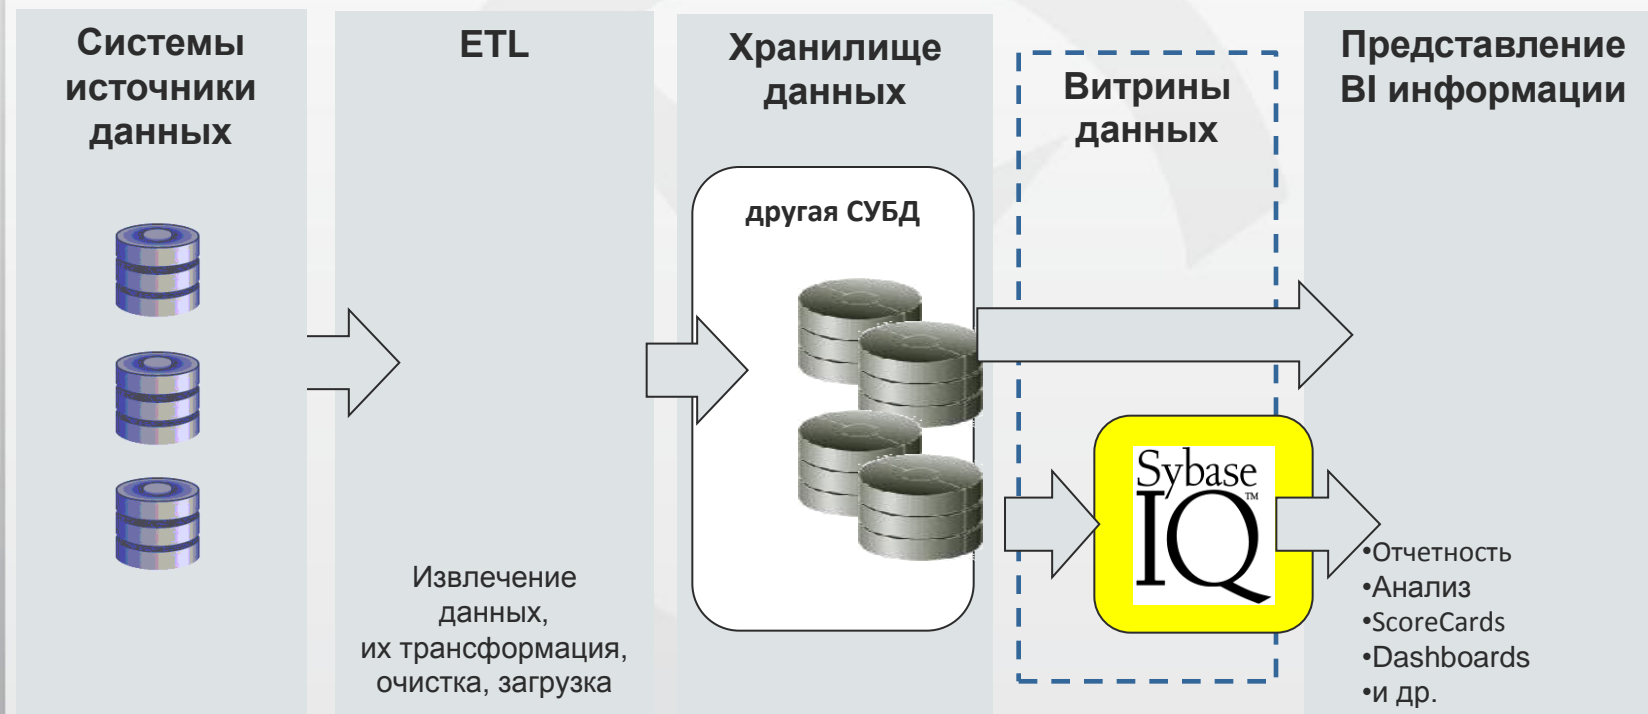 Системы
источники
данных
ETL
Извлечение
данных,
их трансформация,
очистка, загрузка
Хранилище
данных
другая СУБД
Витрины
данных
Sybase
IQ™
Представление
BI информации
•Отчетность
•Анализ
•ScoreCards
•Dashboards
•и др.